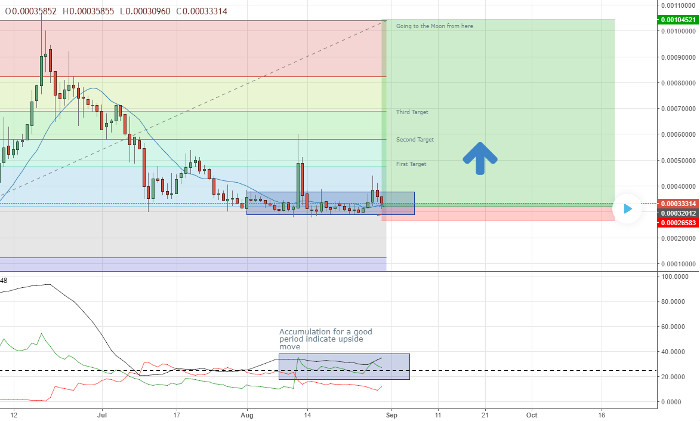 O0.00035852 H0.00035855 L0.00030960 C0.00033314
0.00110000
0.00104521
Going to the Moon from here
0.00090000
0.00080000
0.00070000
Third Target
0.00060000
Second Target
0.00050000
First Target
0.00040000
0.00033314
0.00032012
0.00026583
0.00020000
0.00010000
48
100.0000
80.0000
60.0000
Accumulation for a good
period indicate upside
move
40.0000
20.0000
0.0000
12 Jul 17 Aug 14 Sep 11 21 Oct 16